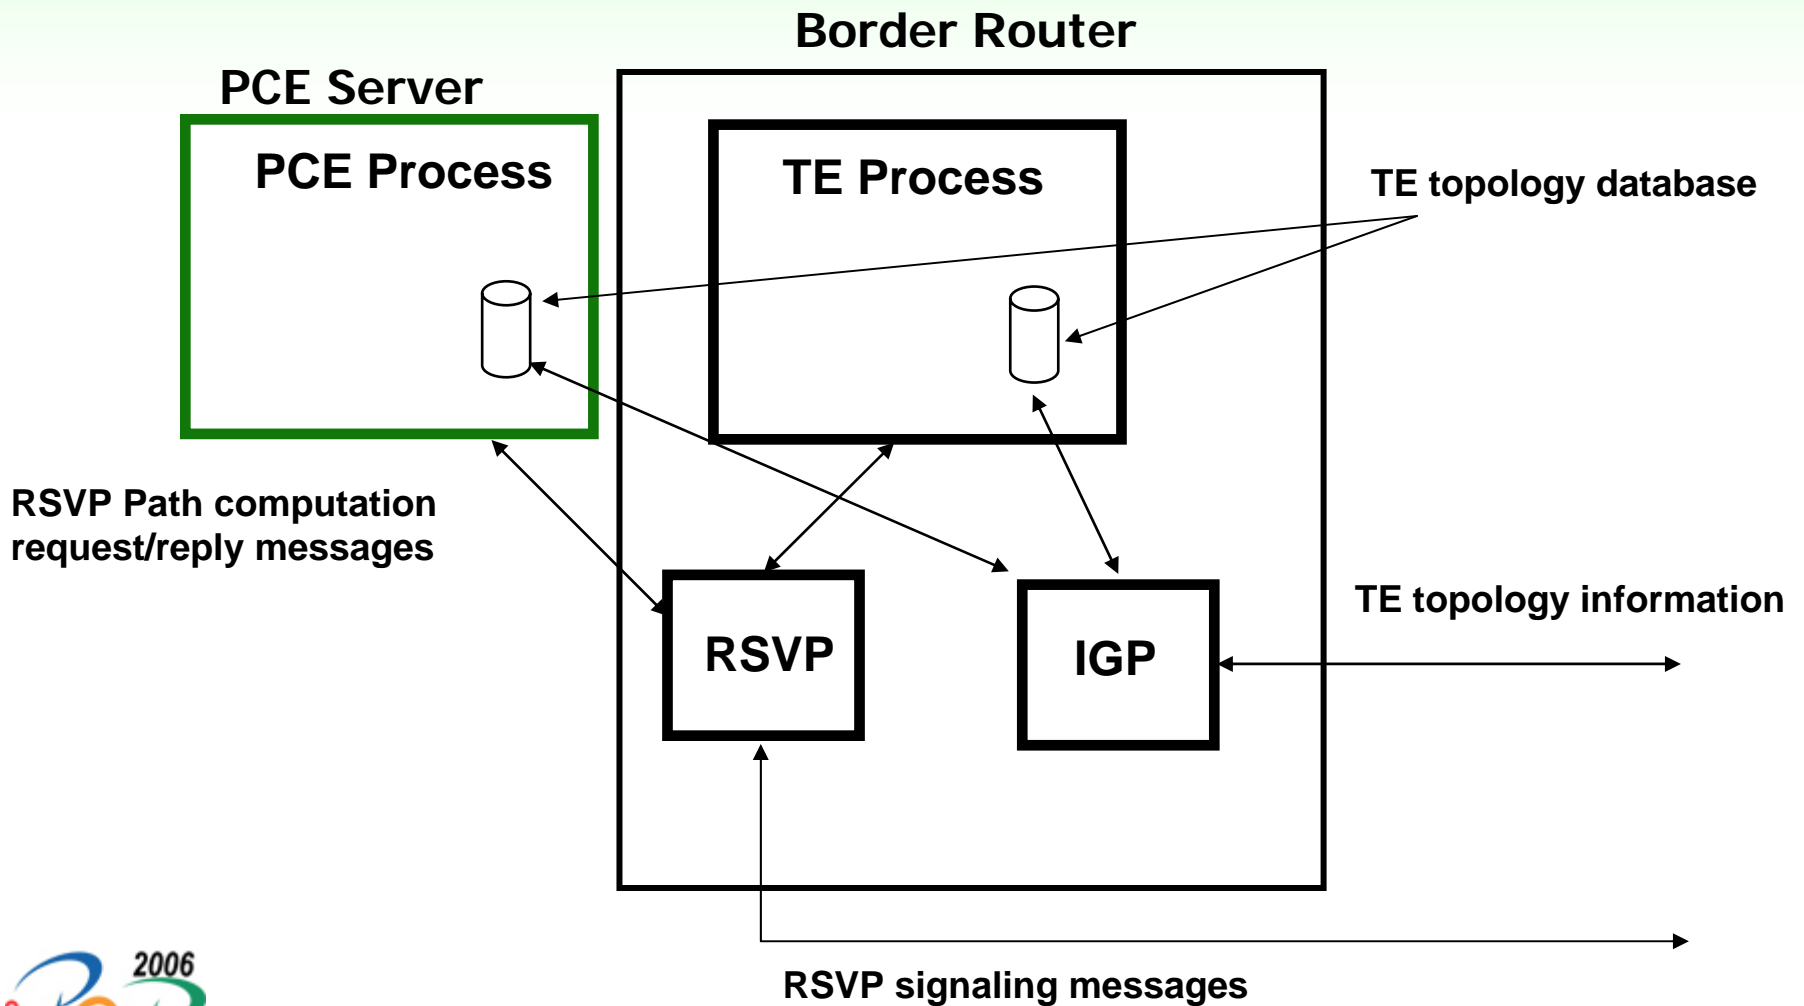 Border Router
PCE Server
PCE Process
TE Process
TE topology database
RSVP Path computation
request/reply messages
TE topology information
RSVP
IGP
2006
RSVP signaling messages